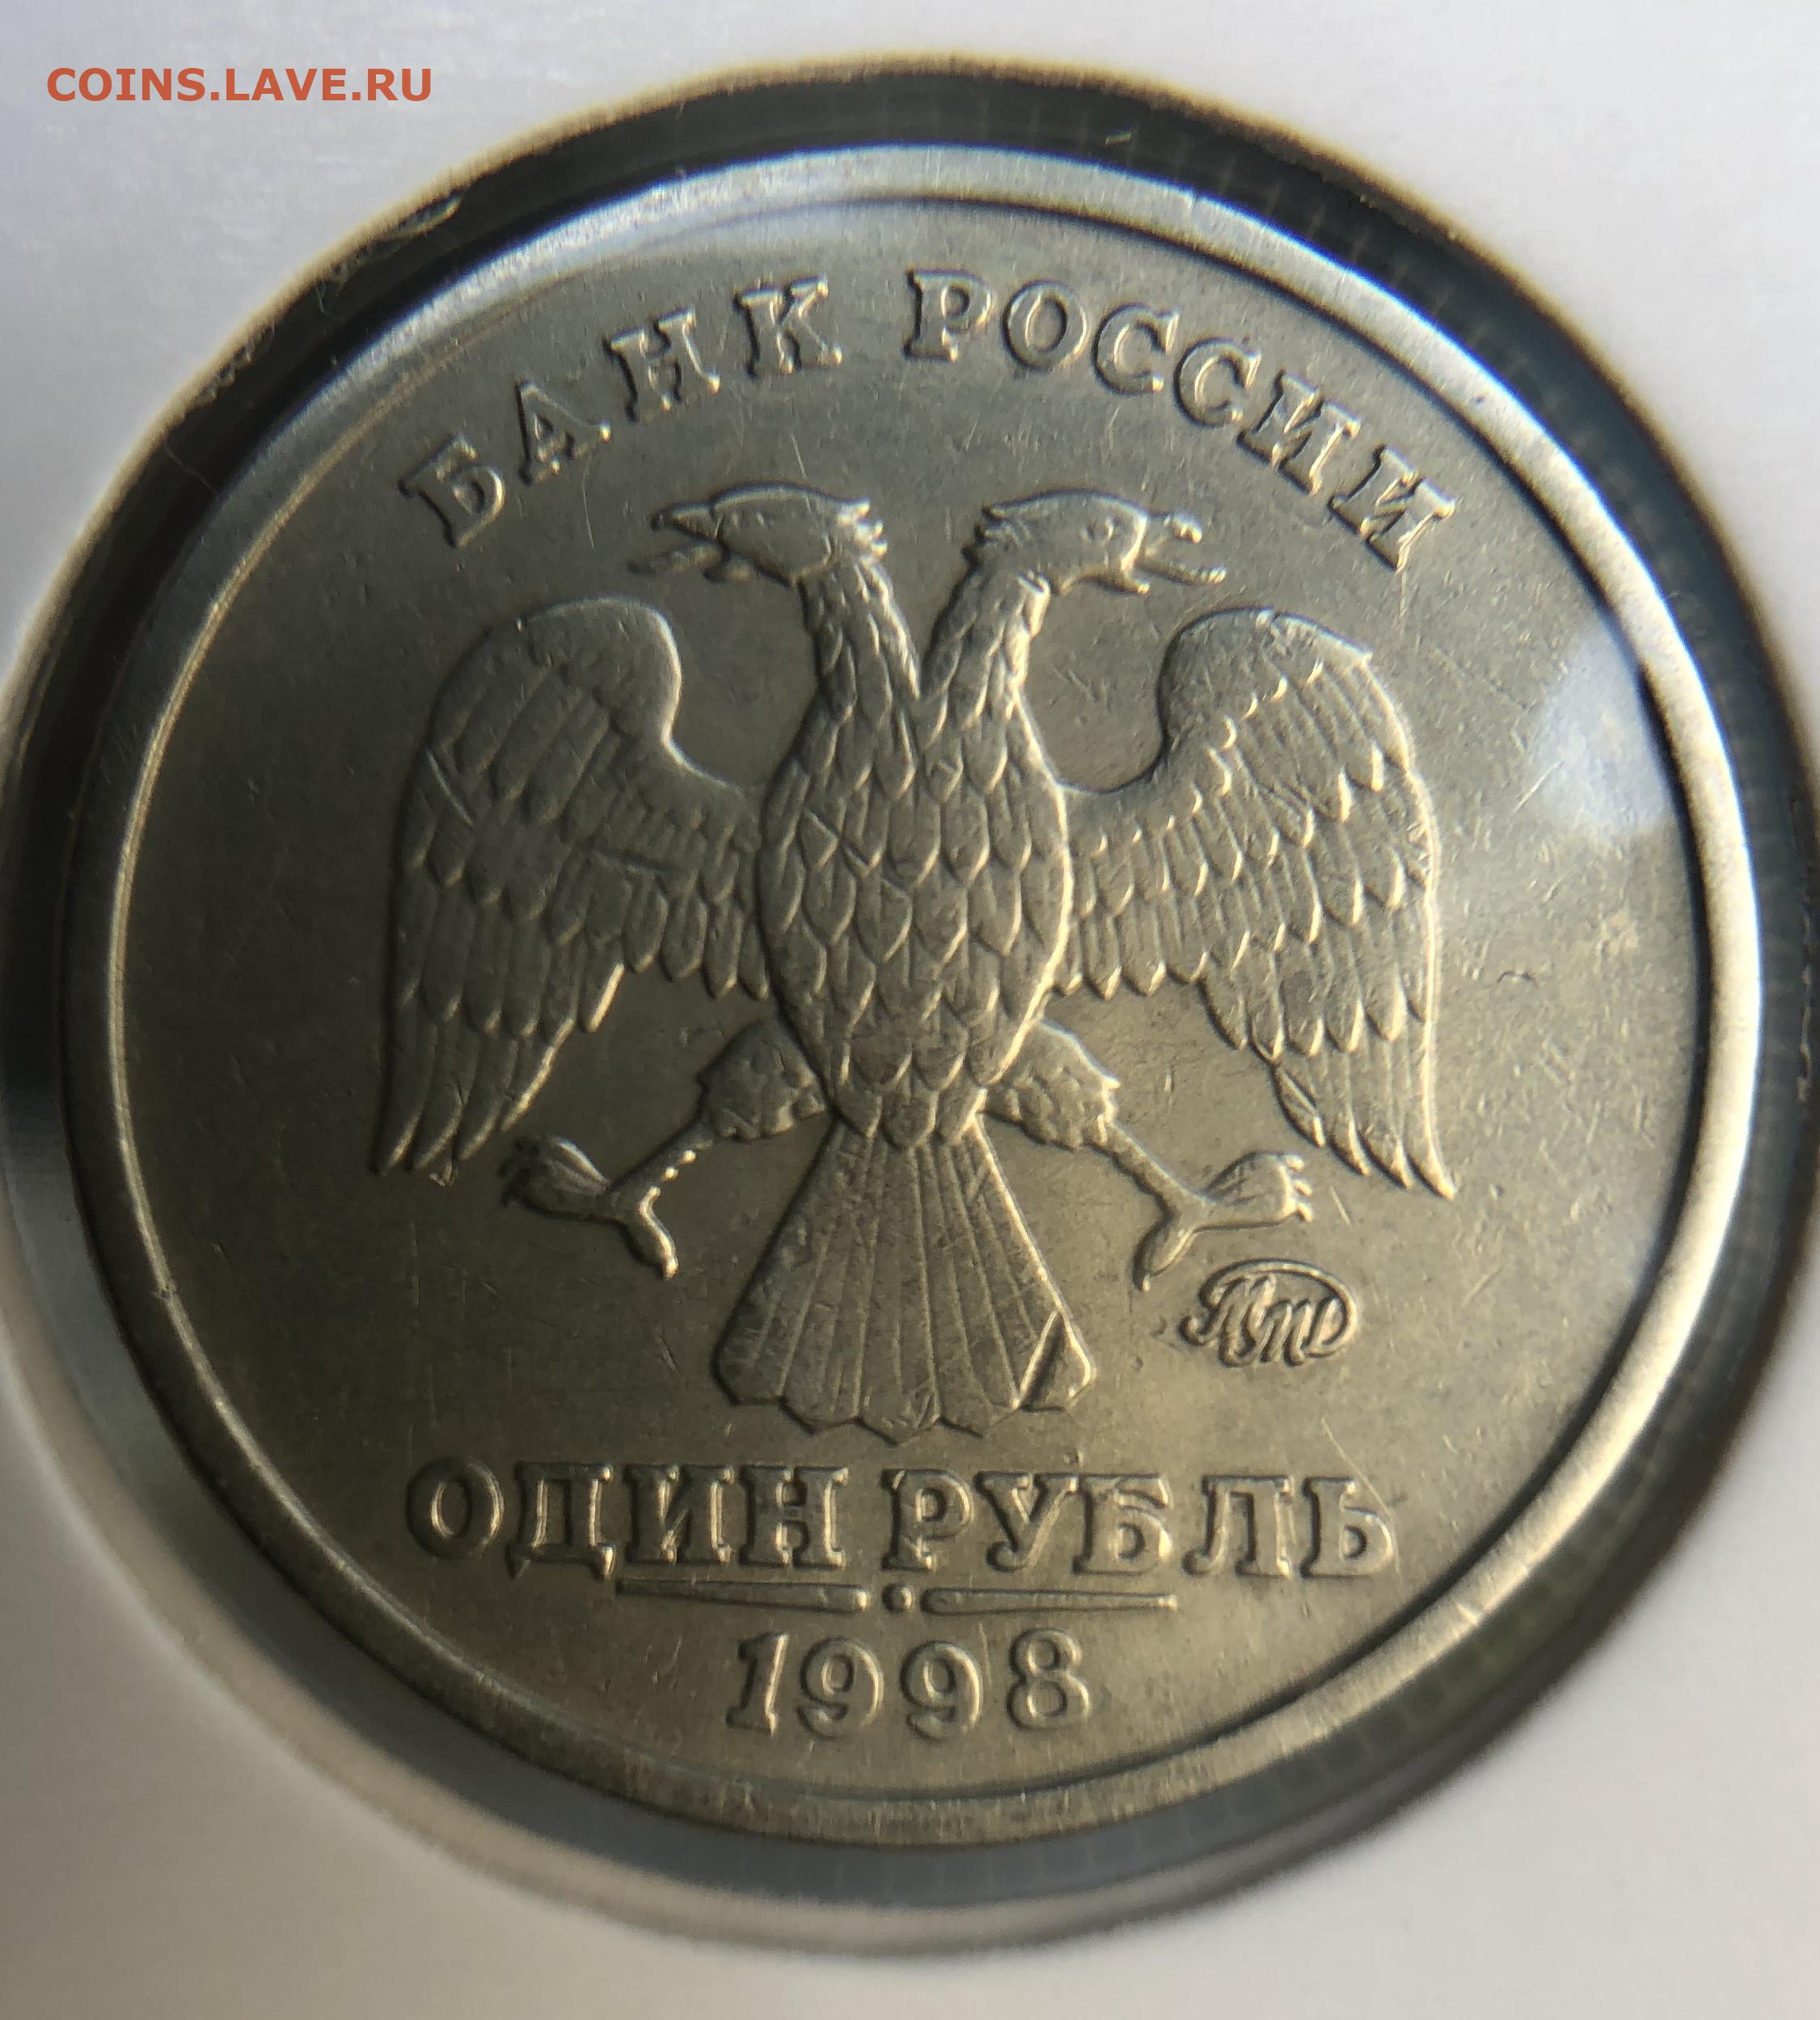 COINS.LAVE.RU
БАНК РОССИИ
ММД
ОДИН РУБЛЬ
1998